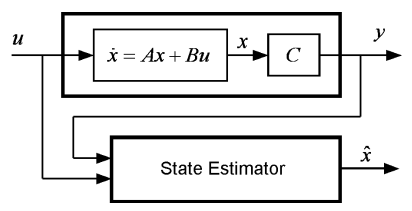 u
ẋ = Ax + Bu
x
C
y
State Estimator
x̂